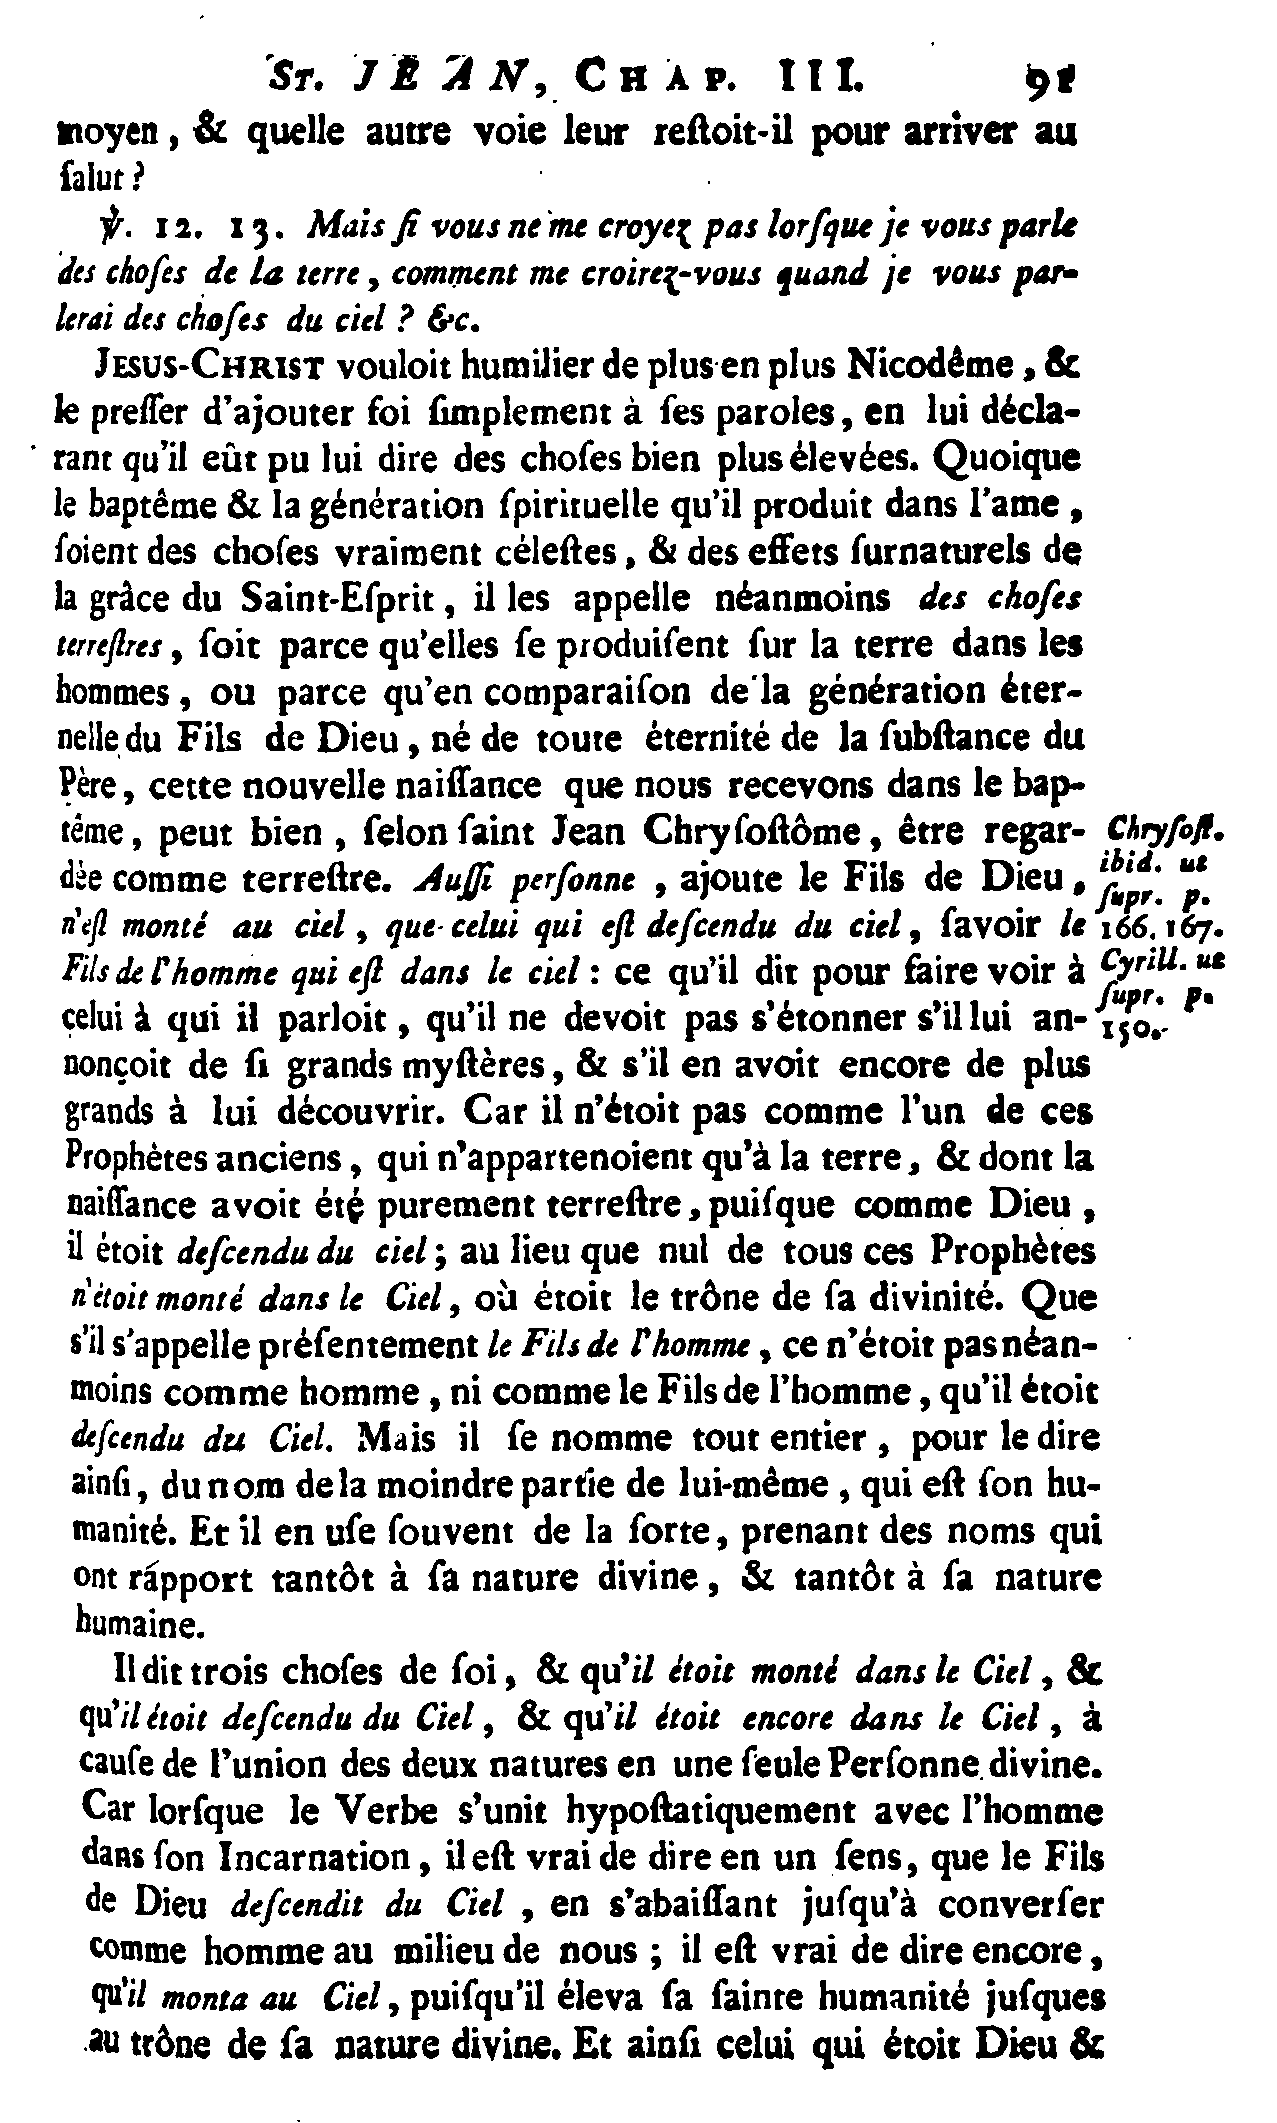 St. JEAN, Chap. III. 91
moyen, & quelle autre voie leur reſtoit-il pour arriver au
ſalut ?
℣. 12. 13. Mais ſi vous ne me croyez pas lorſque je vous parle
des choſes de la terre, comment me croirez-vous quand je vous par-
lerai des choſes du ciel ? &c.
Jesus-Christ vouloit humilier de plus en plus Nicodême, &
le preſſer d'ajouter foi ſimplement à ſes paroles, en lui décla-
rant qu'il eût pu lui dire des choſes bien plus élevées. Quoique
le baptême & la génération ſpirituelle qu'il produit dans l'ame,
ſoient des choſes vraiment céleſtes, & des effets ſurnaturels de
la grâce du Saint-Eſprit, il les appelle néanmoins des choſes
terreſtres, ſoit parce qu'elles ſe produiſent ſur la terre dans les
hommes, ou parce qu'en comparaiſon de la génération éter-
nelle du Fils de Dieu, né de toute éternité de la ſubſtance du
Père, cette nouvelle naiſſance que nous recevons dans le bap-
tême, peut bien, ſelon ſaint Jean Chryſoſtôme, être regar-
dée comme terreſtre. Auſſi perſonne, ajoute le Fils de Dieu,
n'eſt monté au ciel, que celui qui eſt deſcendu du ciel, ſavoir le
Fils de l'homme qui eſt dans le ciel : ce qu'il dit pour faire voir à
celui à qui il parloit, qu'il ne devoit pas s'étonner s'il lui an-
nonçoit de ſi grands myſtères, & s'il en avoit encore de plus
grands à lui découvrir. Car il n'étoit pas comme l'un de ces
Prophètes anciens, qui n'appartenoient qu'à la terre, & dont la
naiſſance avoit été purement terreſtre, puiſque comme Dieu,
il étoit deſcendu du ciel ; au lieu que nul de tous ces Prophètes
n'étoit monté dans le Ciel, où étoit le trône de ſa divinité. Que
s'il s'appelle préſentement le Fils de l'homme, ce n'étoit pas néan-
moins comme homme, ni comme le Fils de l'homme, qu'il étoit
deſcendu du Ciel. Mais il ſe nomme tout entier, pour le dire
ainſi, du nom de la moindre partie de lui-même, qui eſt ſon hu-
manité. Et il en uſe ſouvent de la ſorte, prenant des noms qui
ont rapport tantôt à ſa nature divine, & tantôt à ſa nature
humaine.
Il dit trois choſes de ſoi, & qu'il étoit monté dans le Ciel, &
qu'il étoit deſcendu du Ciel, & qu'il étoit encore dans le Ciel, à
cauſe de l'union des deux natures en une ſeule Perſonne divine.
Car lorſque le Verbe s'unit hypoſtatiquement avec l'homme
dans ſon Incarnation, il eſt vrai de dire en un ſens, que le Fils
de Dieu deſcendit du Ciel, en s'abaiſſant juſqu'à converſer
comme homme au milieu de nous ; il eſt vrai de dire encore,
qu'il monta au Ciel, puiſqu'il éleva ſa ſainte humanité juſques
au trône de ſa nature divine. Et ainſi celui qui étoit Dieu &
Chryſoſt.
ibid. ut
ſupr. p.
166. 167.
Cyrill. ut
ſupr. p.
150.